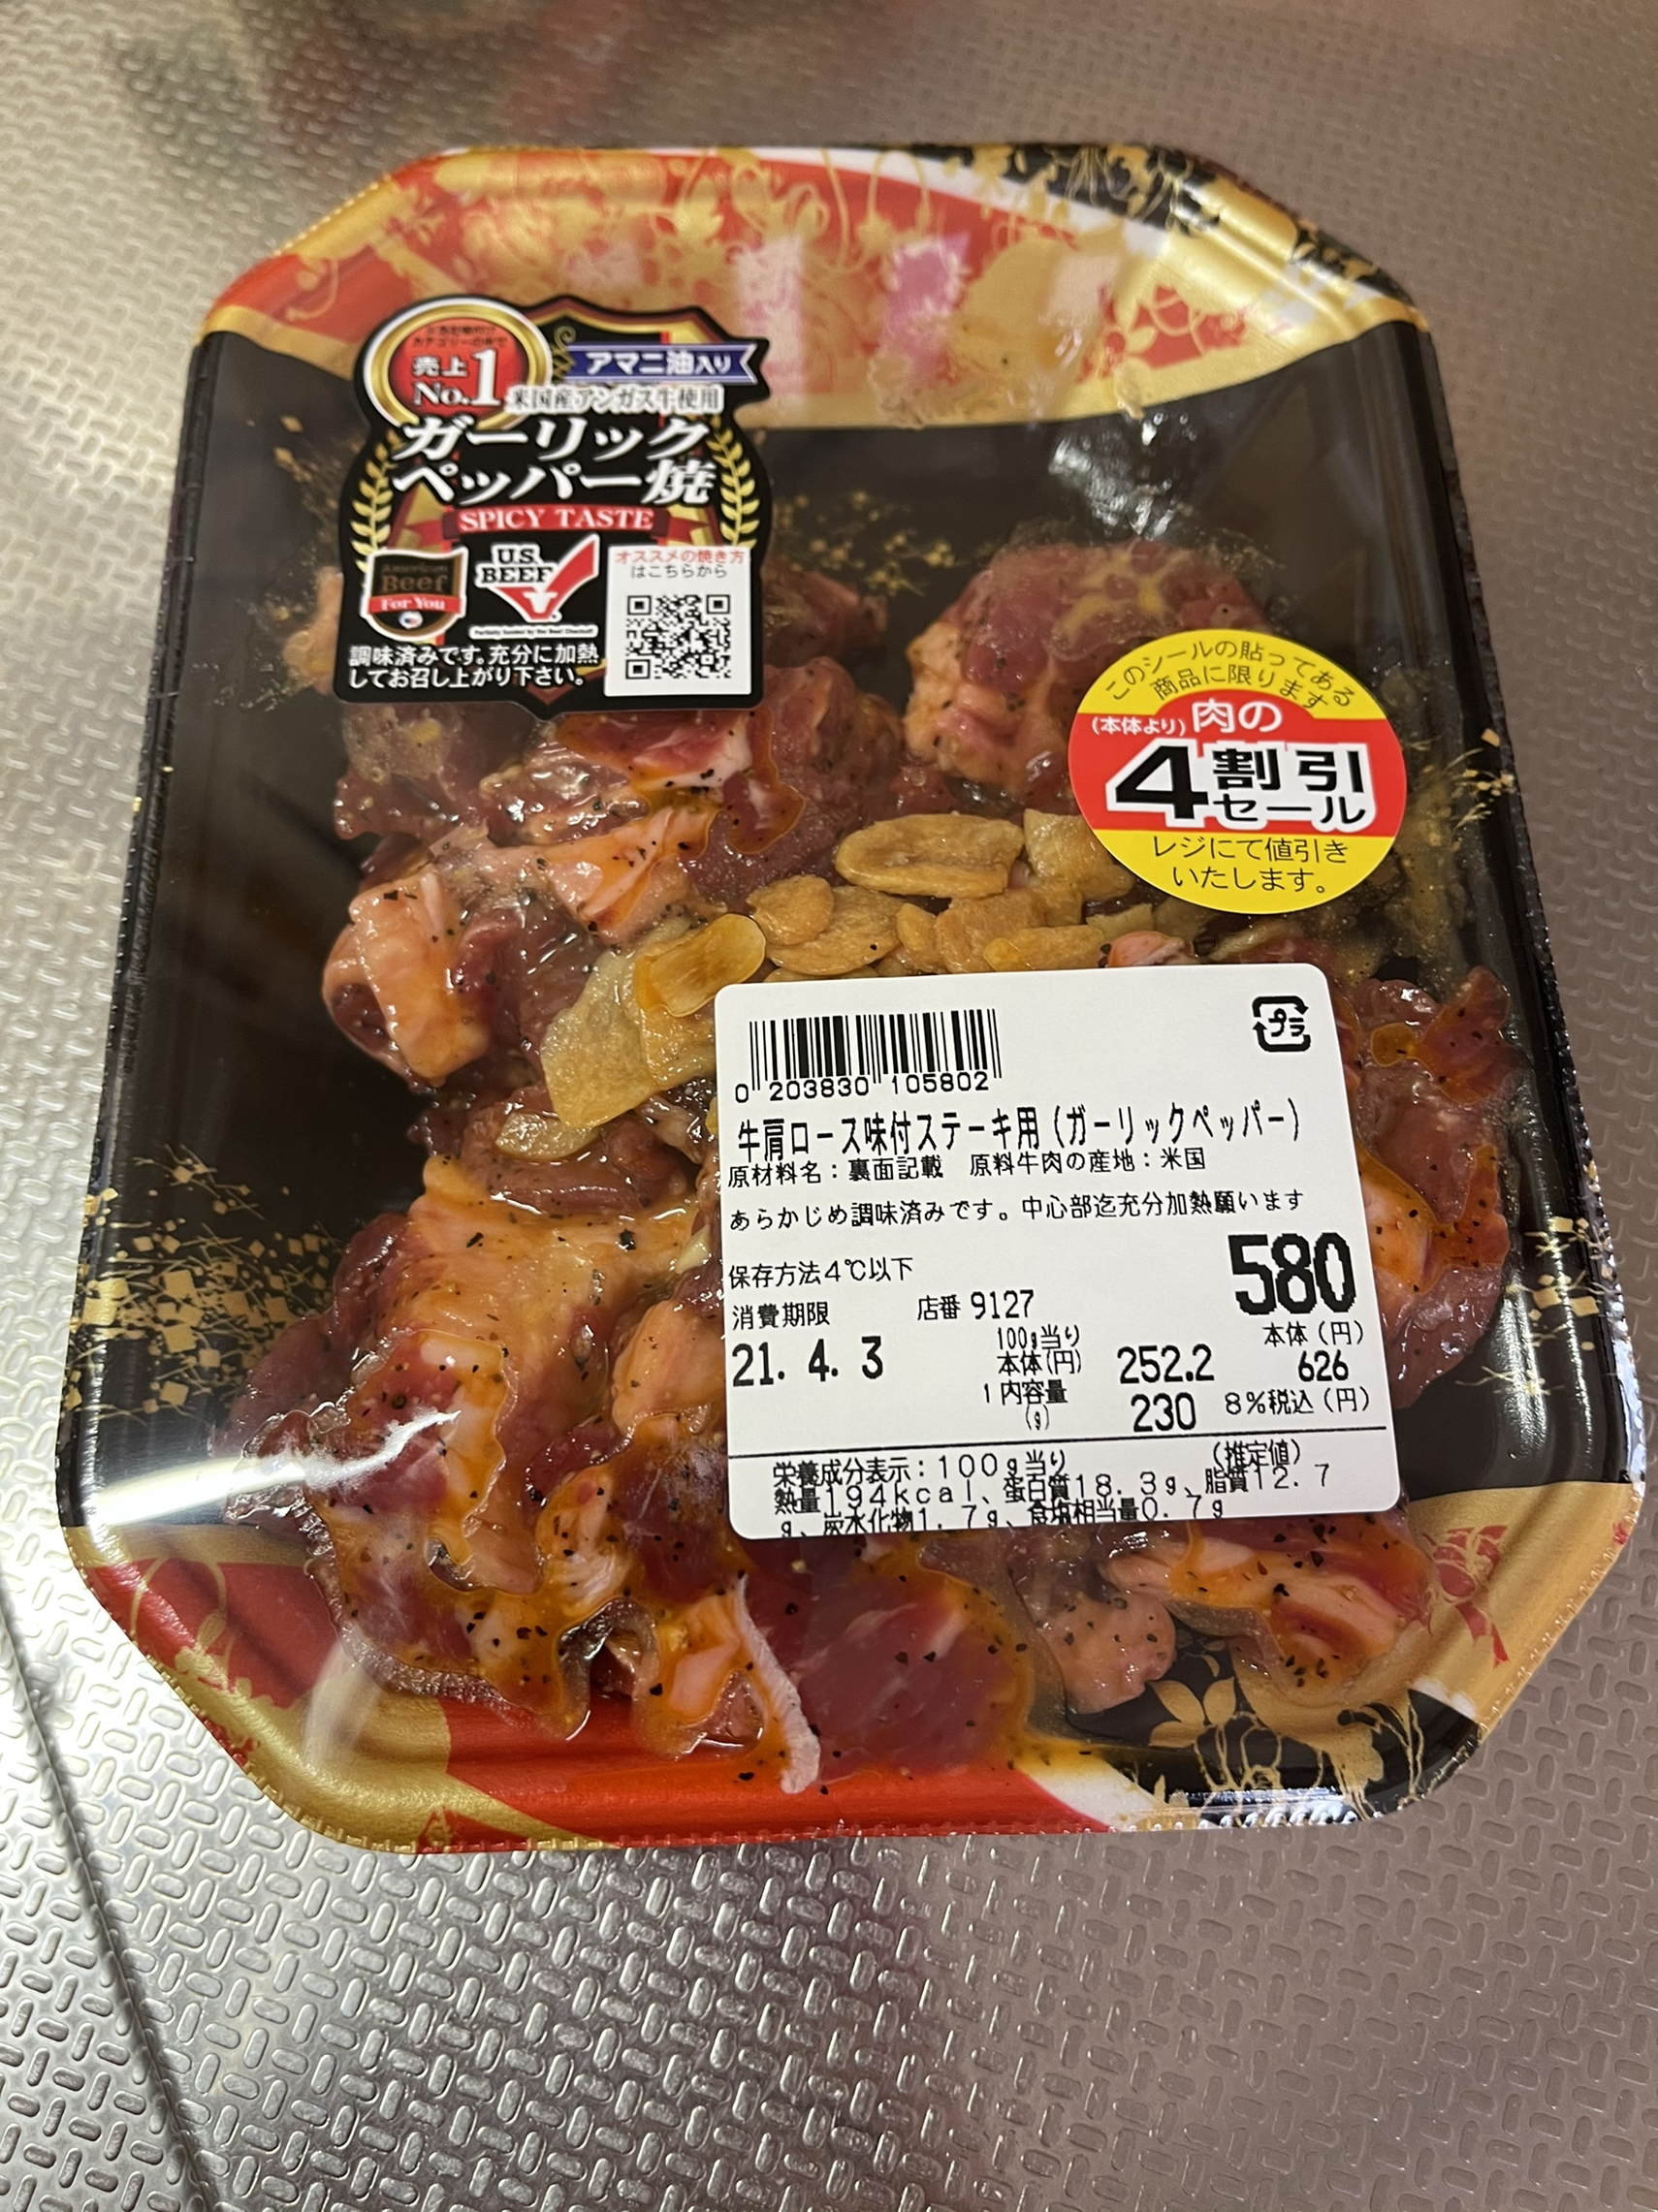 売上
No.1
アマニ油入り
米国産アンガス牛使用
ガーリック
ペッパー焼
SPICY TASTE
American
Beef
For You
U.S.
BEEF
オススメの焼き方
はこちらから
調味済みです。充分に加熱
してお召し上がり下さい。
このシールの貼ってある
商品に限ります
(本体より)肉の
4割引
セール
レジにて値引き
いたします。
プラ
0 203830 105802
牛肩ロース味付ステーキ用(ガーリックペッパー)
原材料名:裏面記載 原料牛肉の産地:米国
あらかじめ調味済みです。中心部迄充分加熱願います
保存方法4℃以下
580
消費期限 店番 9127
21. 4. 3
100g当り
本体(円) 252.2
本体(円)
626
1内容量
(g) 230
8%税込(円)
栄養成分表示:100g当り (推定値)
熱量194kcal、蛋白質18.3g、脂質12.7
g、炭水化物1.7g、食塩相当量0.7g